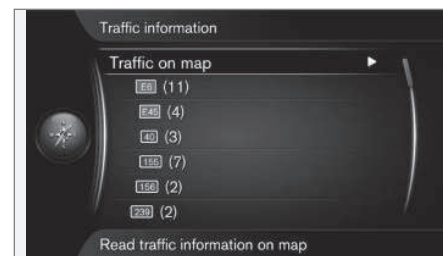 Traffic information
Traffic on map
E6 (11)
E45 (4)
40 (3)
155 (7)
156 (2)
239 (2)
Read traffic information on map